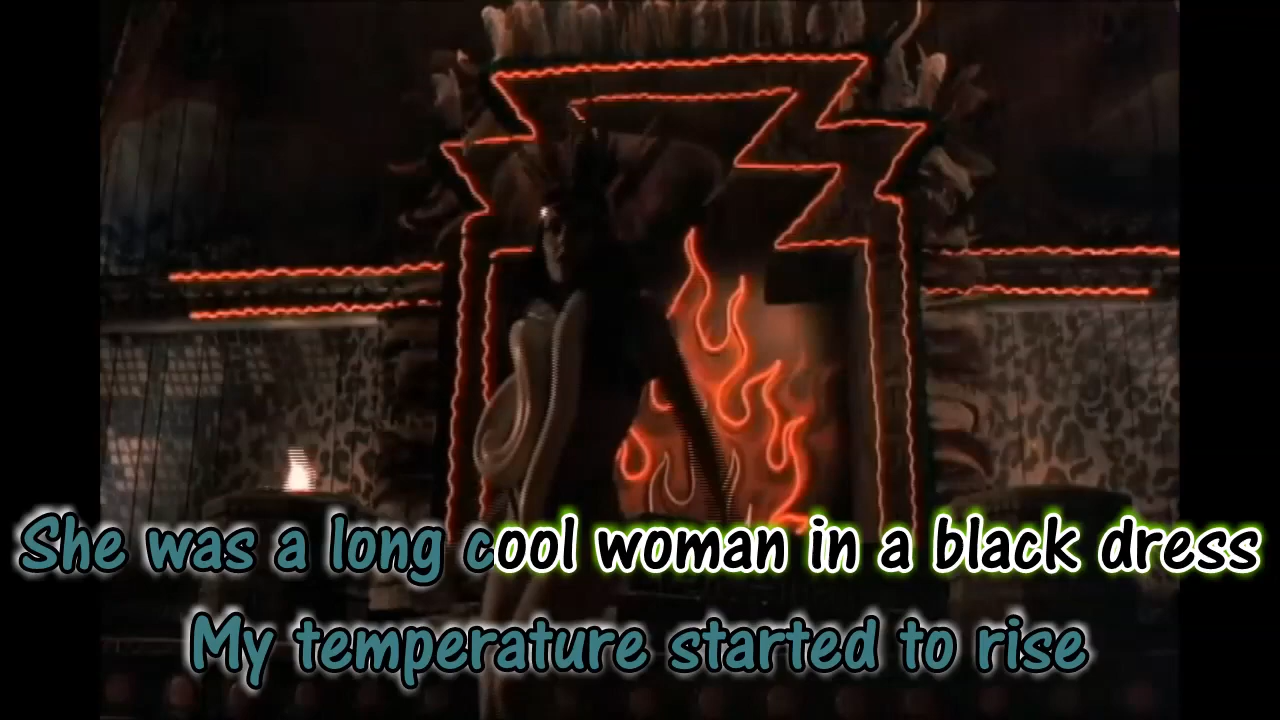 She was a long cool woman in a black dress
My temperature started to rise